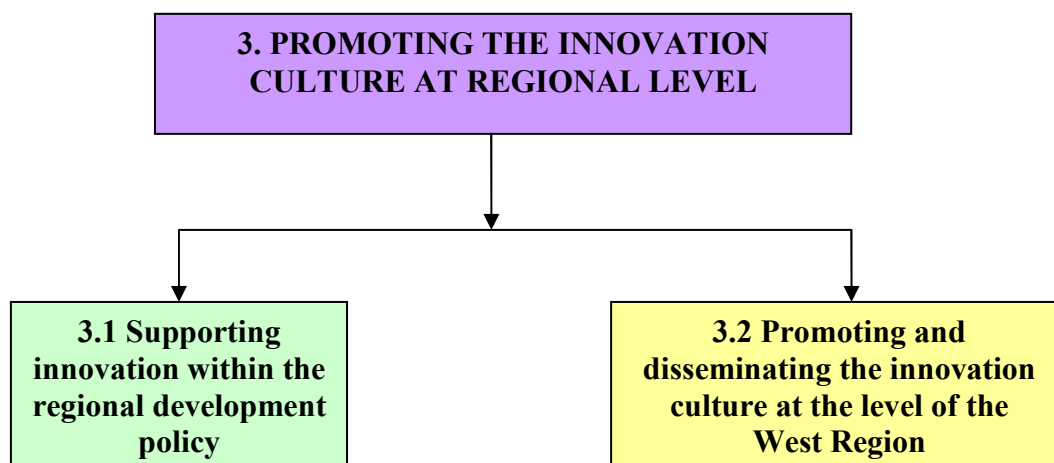 3. PROMOTING THE INNOVATION
CULTURE AT REGIONAL LEVEL
3.1 Supporting
innovation within the
regional development
policy
3.2 Promoting and
disseminating the innovation
culture at the level of the
West Region